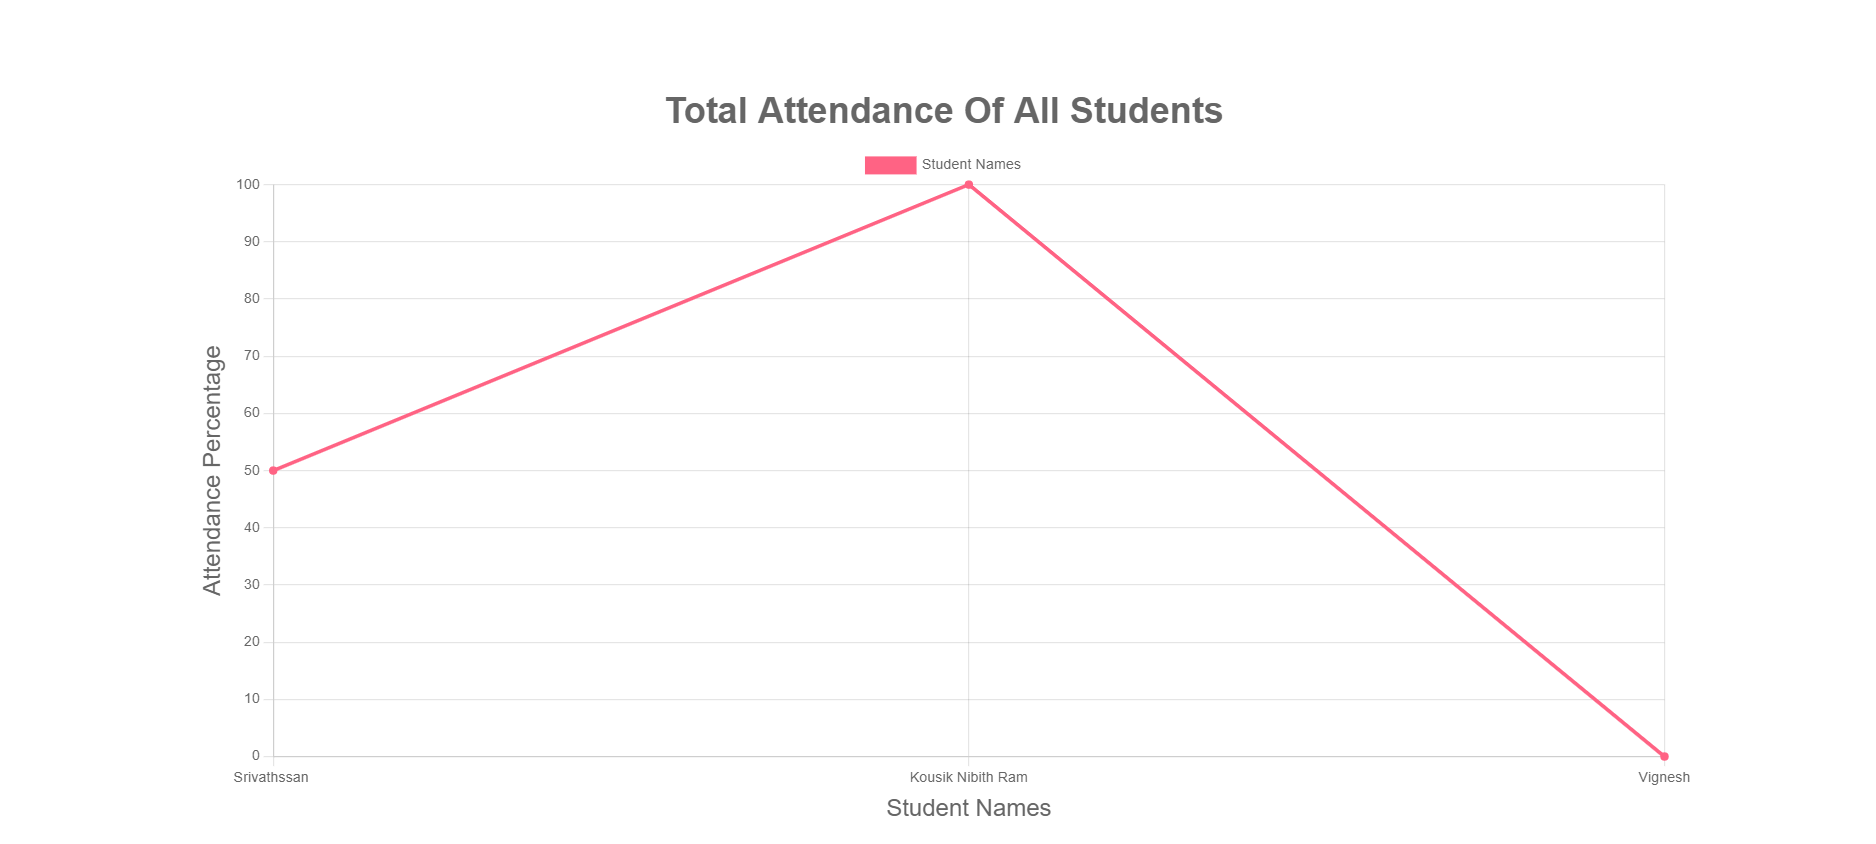 Total Attendance Of All Students
Student Names
100
90
80
70
60
50
40
30
20
10
0
Attendance Percentage
Srivathssan
Kousik Nibith Ram
Vignesh
Student Names